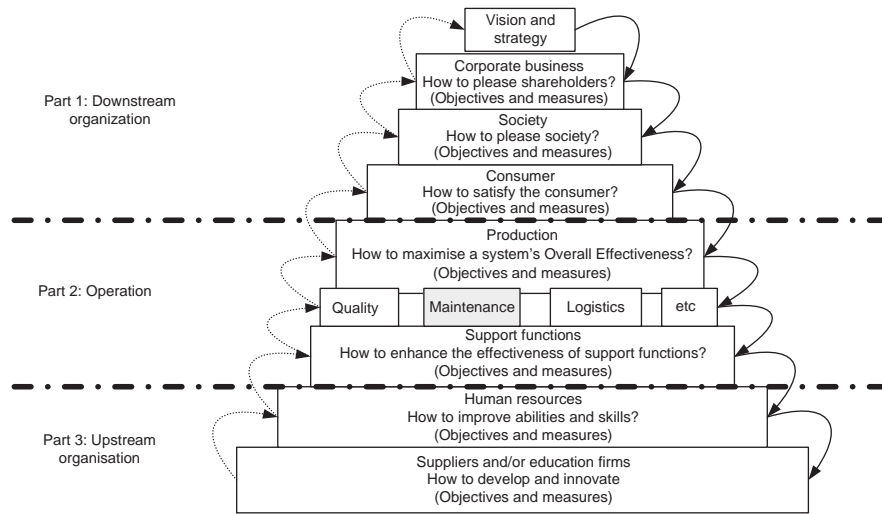 Vision and
strategy
Corporate business
How to please shareholders?
(Objectives and measures)
Part 1: Downstream
organization
Society
How to please society?
(Objectives and measures)
Consumer
How to satisfy the consumer?
(Objectives and measures)
Production
How to maximise a system's Overall Effectiveness?
(Objectives and measures)
Part 2: Operation
Quality
Maintenance
Logistics
etc
Support functions
How to enhance the effectiveness of support functions?
(Objectives and measures)
Human resources
How to improve abilities and skills?
(Objectives and measures)
Part 3: Upstream
organisation
Suppliers and/or education firms
How to develop and innovate
(Objectives and measures)